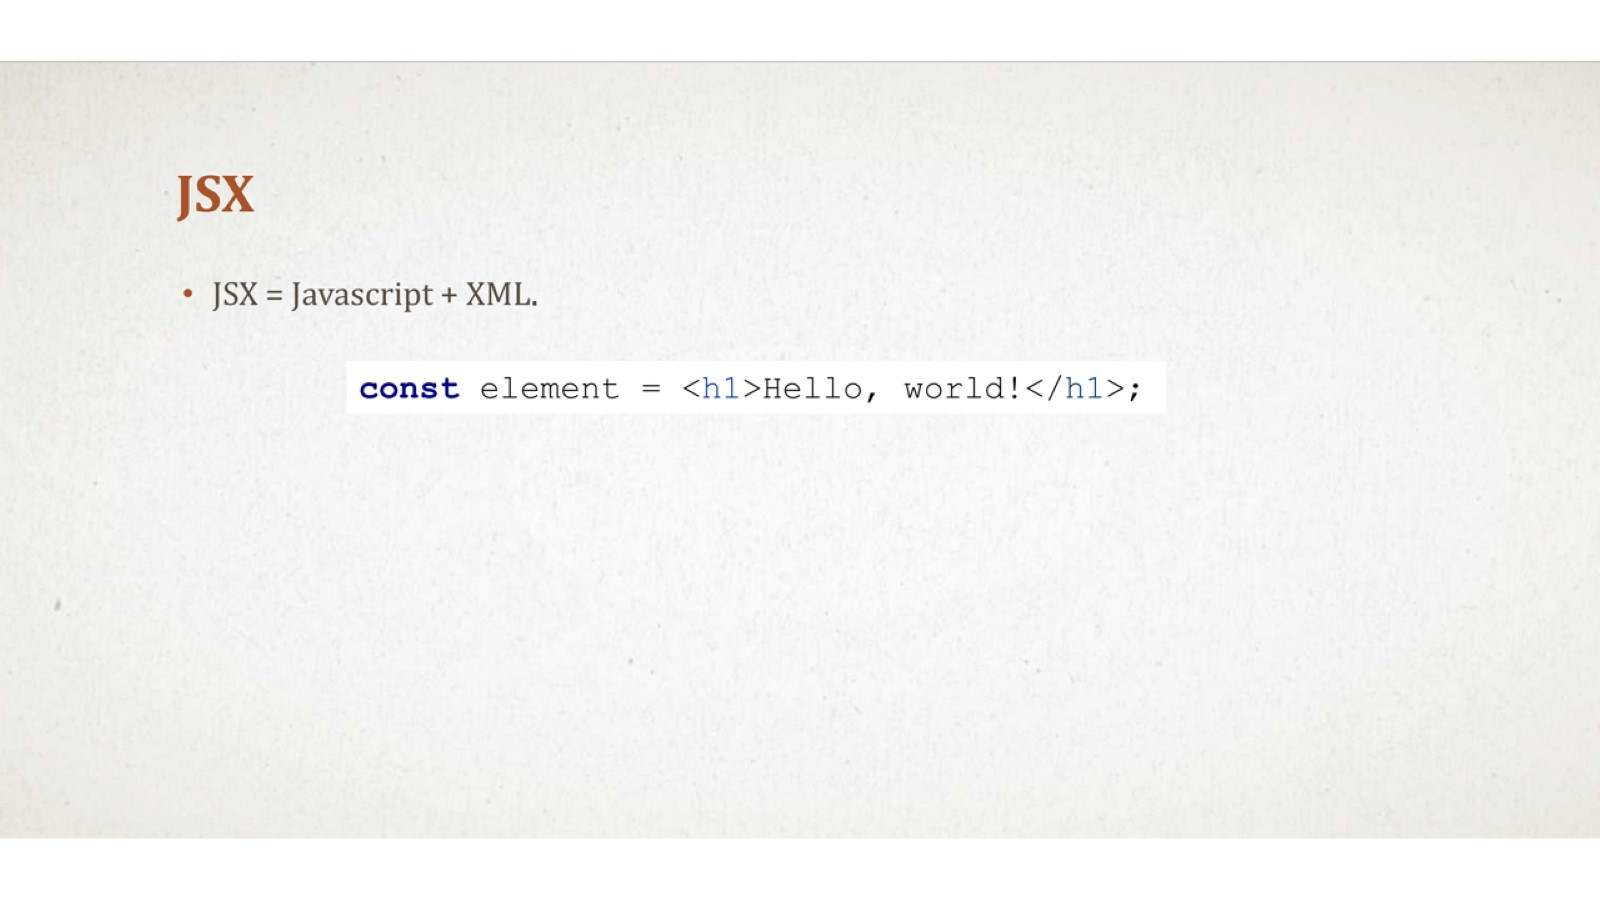 JSX
• JSX = Javascript + XML.
const element = <h1>Hello, world!</h1>;